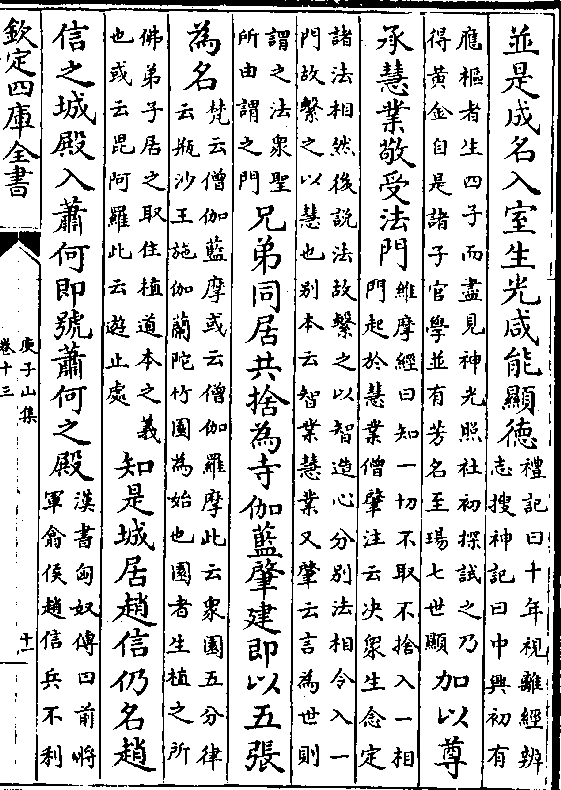 並是成名入室生光咸能顯德
禮記曰十年視離經辨
志搜神記曰中興初有
應樞者生四子而盡見神光照社初探試之乃
得黃金自是諸子官學並有芳名至瑒七世顯
加以尊
承慧業敬受法門
維摩經曰知一切不取不捨入一相
門起於慧業僧肇注云決衆生念定
諸法相然後說法故繫之以智造心分別法相令入一
門故繫之以慧也别本云智業慧業又肇云言為世則
謂之法衆聖
所由謂之門
兄弟同居共捨為寺伽藍肇建即以五張
為名
梵云僧伽藍摩或云僧伽羅摩此云衆園五分律
云瓶沙王施伽蘭陀竹園為始也園者生植之所
佛弟子居之取住植道本之義
也或云毘阿羅此云遊止處
知是城居趙信仍名趙
信之城殿入蕭何即號蕭何之殿
漢書匈奴傳曰前將
軍翕侯趙信兵不利
欽定四庫全書
庾子山集
卷十三
十一